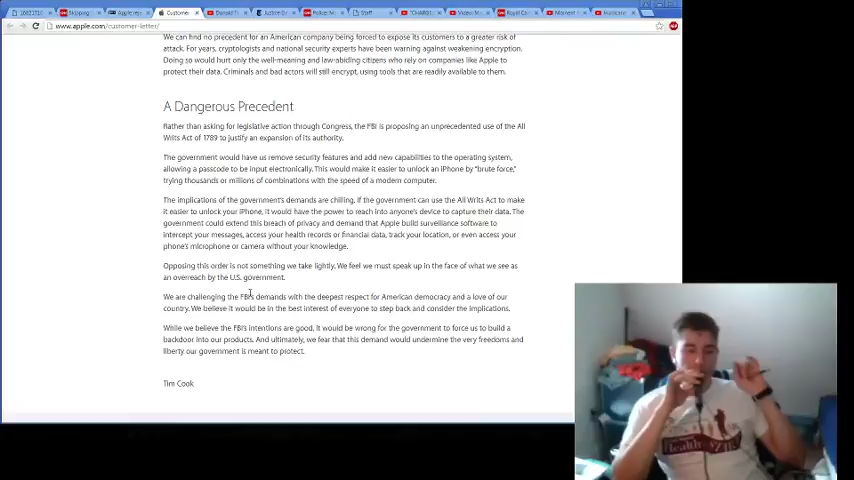 Skipping
Apple rej
Customer
Donald T
Justice D
Police M
Staff
"CHARG
Video: M
Royal C
Moment
Hurricane
www.apple.com/customer-letter/
We can find no precedent for an American company being forced to expose its customers to a greater risk of
attack. For years, cryptologists and national security experts have been warning against weakening encryption.
Doing so would hurt only the well-meaning and law-abiding citizens who rely on companies like Apple to
protect their data. Criminals and bad actors will still encrypt, using tools that are readily available to them.
A Dangerous Precedent
Rather than asking for legislative action through Congress, the FBI is proposing an unprecedented use of the All
Writs Act of 1789 to justify an expansion of its authority.
The government would have us remove security features and add new capabilities to the operating system,
allowing a passcode to be input electronically. This would make it easier to unlock an iPhone by “brute force,”
trying thousands or millions of combinations with the speed of a modern computer.
The implications of the government’s demands are chilling. If the government can use the All Writs Act to make
it easier to unlock your iPhone, it would have the power to reach into anyone’s device to capture their data. The
government could extend this breach of privacy and demand that Apple build surveillance software to
intercept your messages, access your health records or financial data, track your location, or even access your
phone’s microphone or camera without your knowledge.
Opposing this order is not something we take lightly. We feel we must speak up in the face of what we see as
an overreach by the U.S. government.
We are challenging the FBI’s demands with the deepest respect for American democracy and a love of our
country. We believe it would be in the best interest of everyone to step back and consider the implications.
While we believe the FBI’s intentions are good, it would be wrong for the government to force us to build a
backdoor into our products. And ultimately, we fear that this demand would undermine the very freedoms and
liberty our government is meant to protect.
Tim Cook
Health